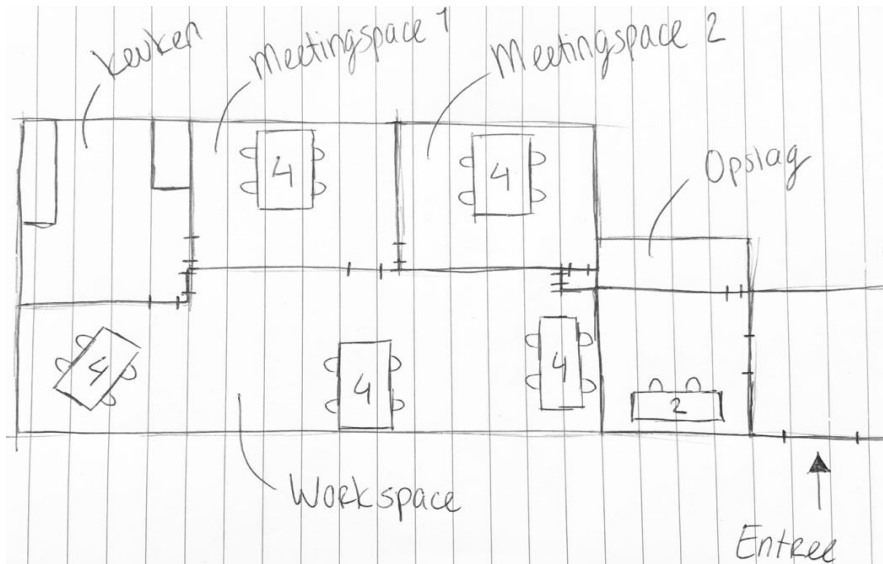 Keuken
Meetingspace 1
Meetingspace 2
Opslag
4
4
4
4
4
2
Workspace
Entree